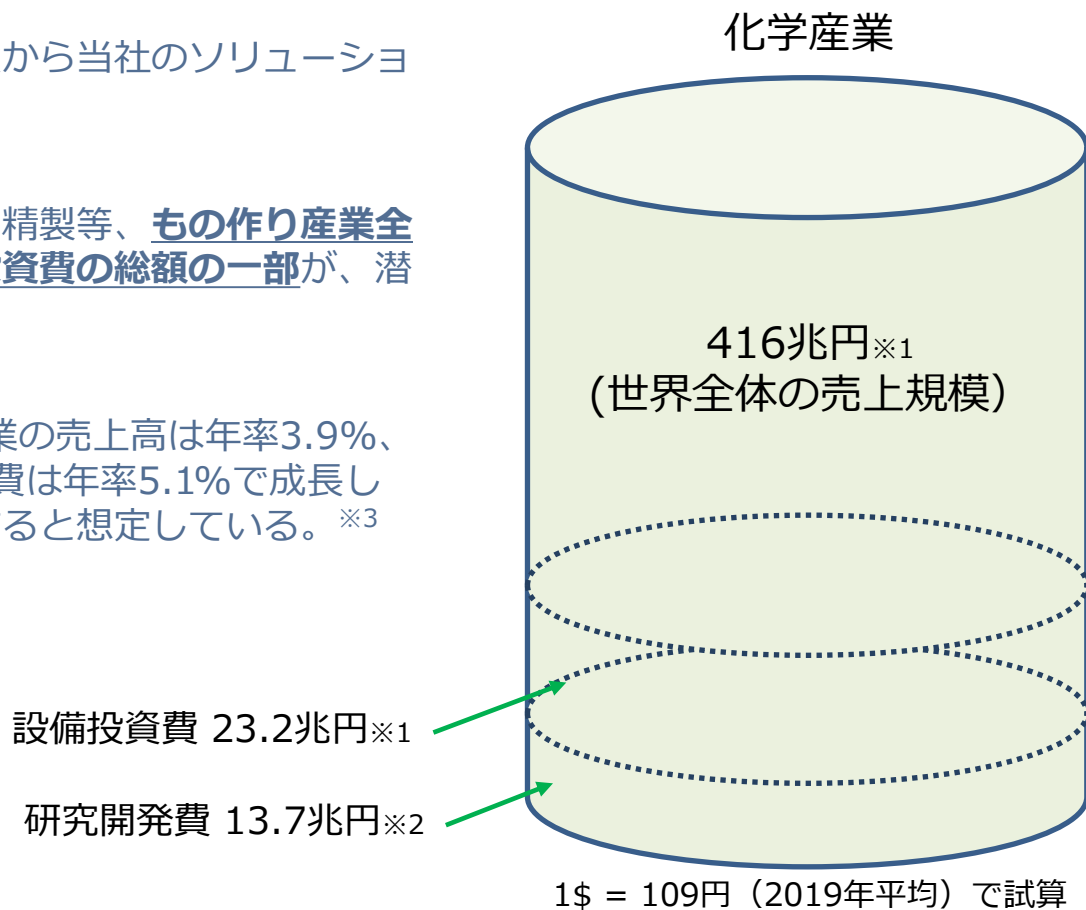 化学産業
から当社のソリューショ
精製等、もの作り産業全
資費の総額の一部が、潜
416兆円※1
(世界全体の売上規模）
業の売上高は年率3.9%、
費は年率5.1%で成長し
ると想定している。※3
設備投資費 23.2兆円※1
研究開発費 13.7兆円※2
1$ = 109円（2019年平均）で試算